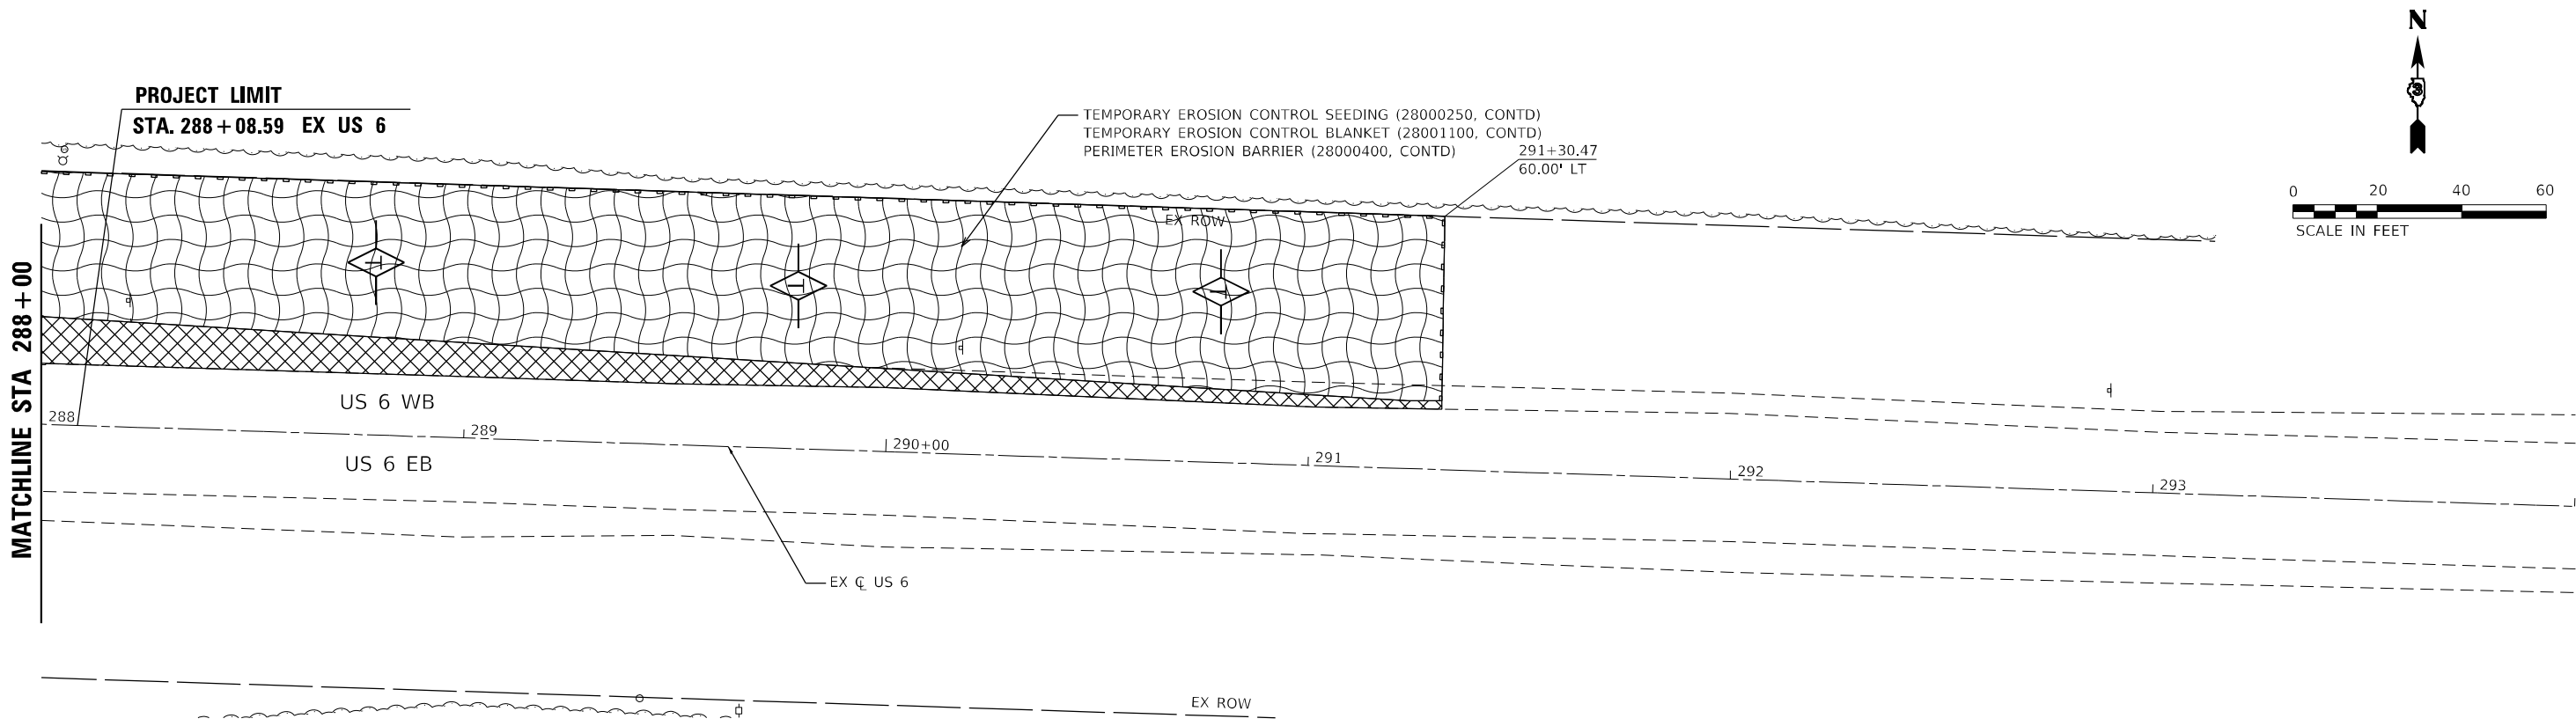 N
3
PROJECT LIMIT
STA. 288+08.59 EX US 6
TEMPORARY EROSION CONTROL SEEDING (28000250, CONTD)
TEMPORARY EROSION CONTROL BLANKET (28001100, CONTD)
PERIMETER EROSION BARRIER (28000400, CONTD)
291+30.47
60.00' LT
0 20 40 60
SCALE IN FEET
EX ROW
T
T
T
MATCHLINE STA 288+00
US 6 WB
288
289
290+00
291
292
293
US 6 EB
EX ℄ US 6
EX ROW